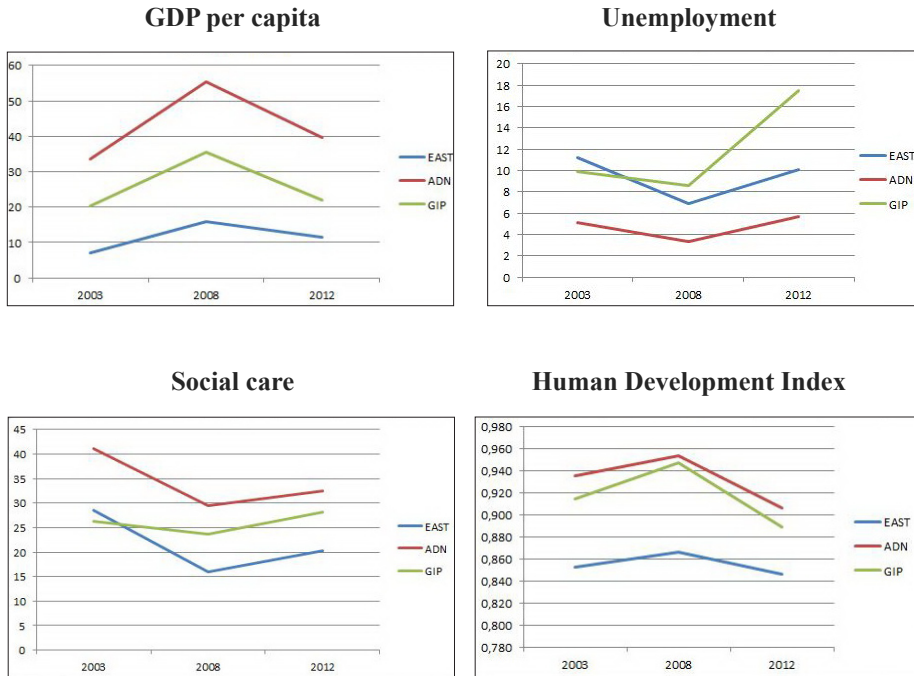 GDP per capita
60
50
40
30
20
10
0
2003 2008 2012
EAST
ADN
GIP
Unemployment
20
18
16
14
12
10
8
6
4
2
0
2003 2008 2012
EAST
ADN
GIP
Social care
45
40
35
30
25
20
15
10
5
0
2003 2008 2012
EAST
ADN
GIP
Human Development Index
0,980
0,960
0,940
0,920
0,900
0,880
0,860
0,840
0,820
0,800
0,780
2003 2008 2012
EAST
ADN
GIP